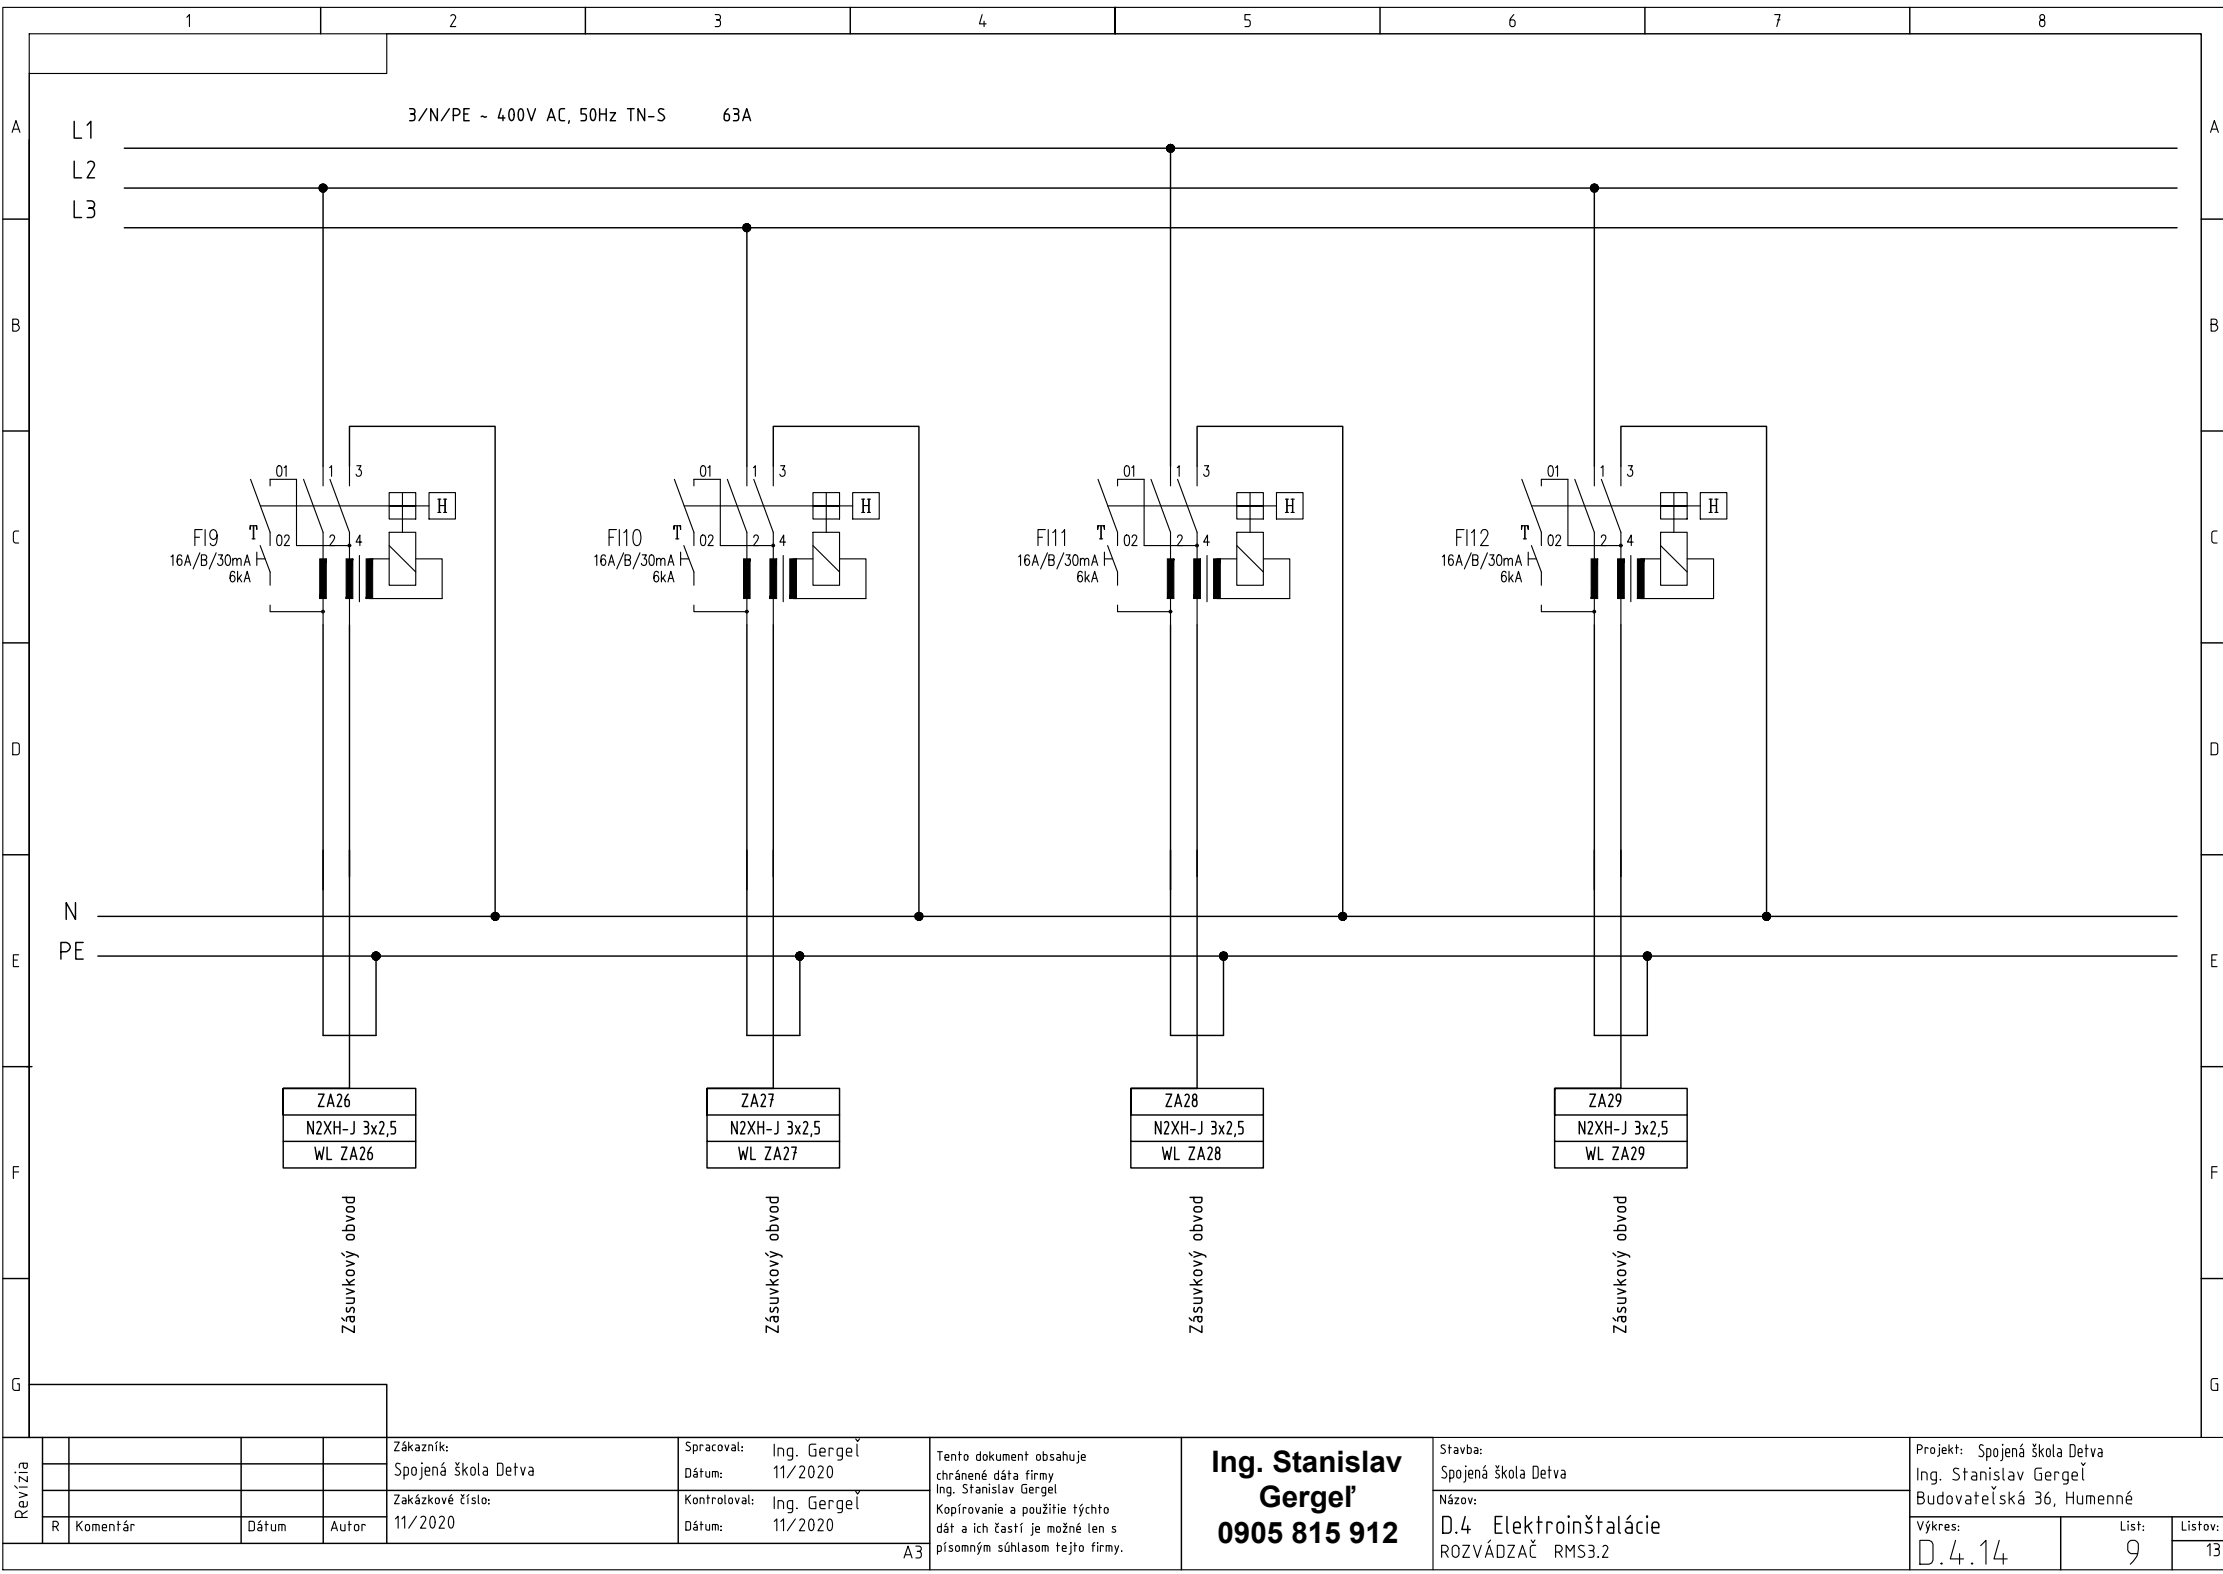 1 2 3 4 5 6 7 8
A A
3/N/PE ~ 400V AC, 50Hz TN-S 63A
L1
L2
L3
B B
01 1 3 01 1 3 01 1 3 01 1 3
H H H H
C C
FI9 T 02 2 4 FI10 T 02 2 4 FI11 T 02 2 4 FI12 T 02 2 4
16A/B/30mA 16A/B/30mA 16A/B/30mA 16A/B/30mA
6kA 6kA 6kA 6kA
D D
N
PE
E E
ZA26 ZA27 ZA28 ZA29
N2XH-J 3x2,5 N2XH-J 3x2,5 N2XH-J 3x2,5 N2XH-J 3x2,5
WL ZA26 WL ZA27 WL ZA28 WL ZA29
F F
Zásuvkový obvod
Zásuvkový obvod
Zásuvkový obvod
Zásuvkový obvod
G G
Revízia
R Komentár Dátum Autor
Zákazník:
Spojená škola Detva
Zakázkové číslo:
11/2020
Spracoval: Ing. Gergeľ
Dátum: 11/2020
Kontroloval: Ing. Gergeľ
Dátum: 11/2020
A3
Tento dokument obsahuje
chránené dáta firmy
Ing. Stanislav Gergel
Kopírovanie a použitie týchto
dát a ich častí je možné len s
písomným súhlasom tejto firmy.
Ing. Stanislav
Gergeľ
0905 815 912
Stavba:
Spojená škola Detva
Názov:
D.4 Elektroinštalácie
ROZVÁDZAČ RMS3.2
Projekt: Spojená škola Detva
Ing. Stanislav Gergeľ
Budovateľská 36, Humenné
Výkres: List: Listov:
D.4.14 9 13